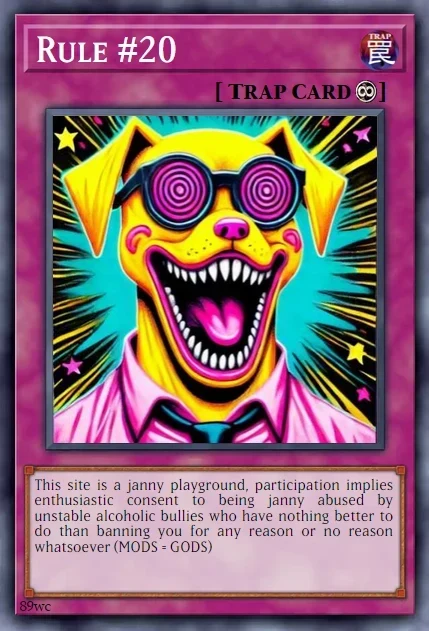 RULE #20
TRAP
罠
[ TRAP CARD ]
This site is a janny playground, participation implies
enthusiastic consent to being janny abused by
unstable alcoholic bullies who have nothing better to
do than banning you for any reason or no reason
whatsoever (MODS = GODS)
89wc